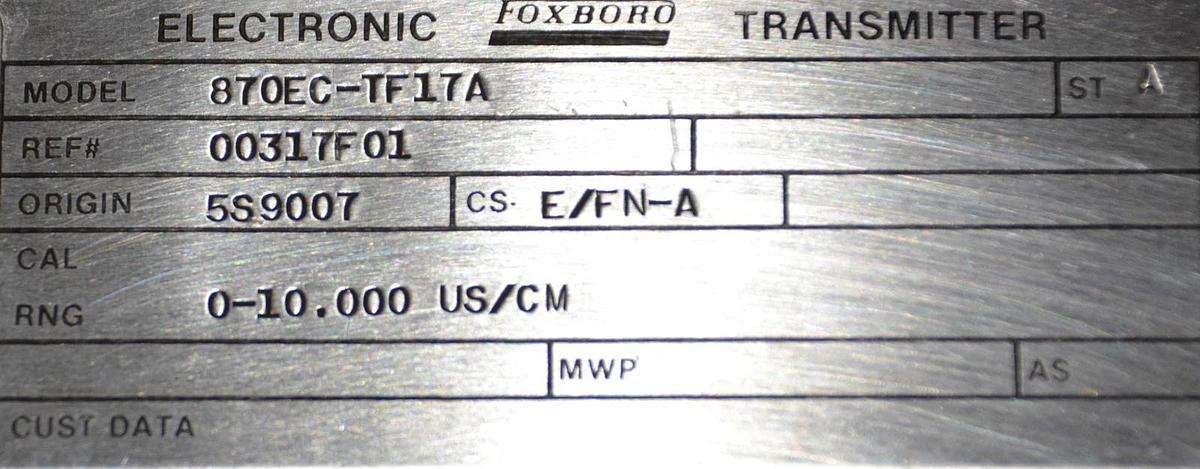 ELECTRONIC FOXBORO TRANSMITTER
MODEL 870EC-TF17A ST A
REF# 00317F01
ORIGIN 5S9007 CS. E/FN-A
CAL
RNG 0-10.000 US/CM
MWP AS
CUST DATA